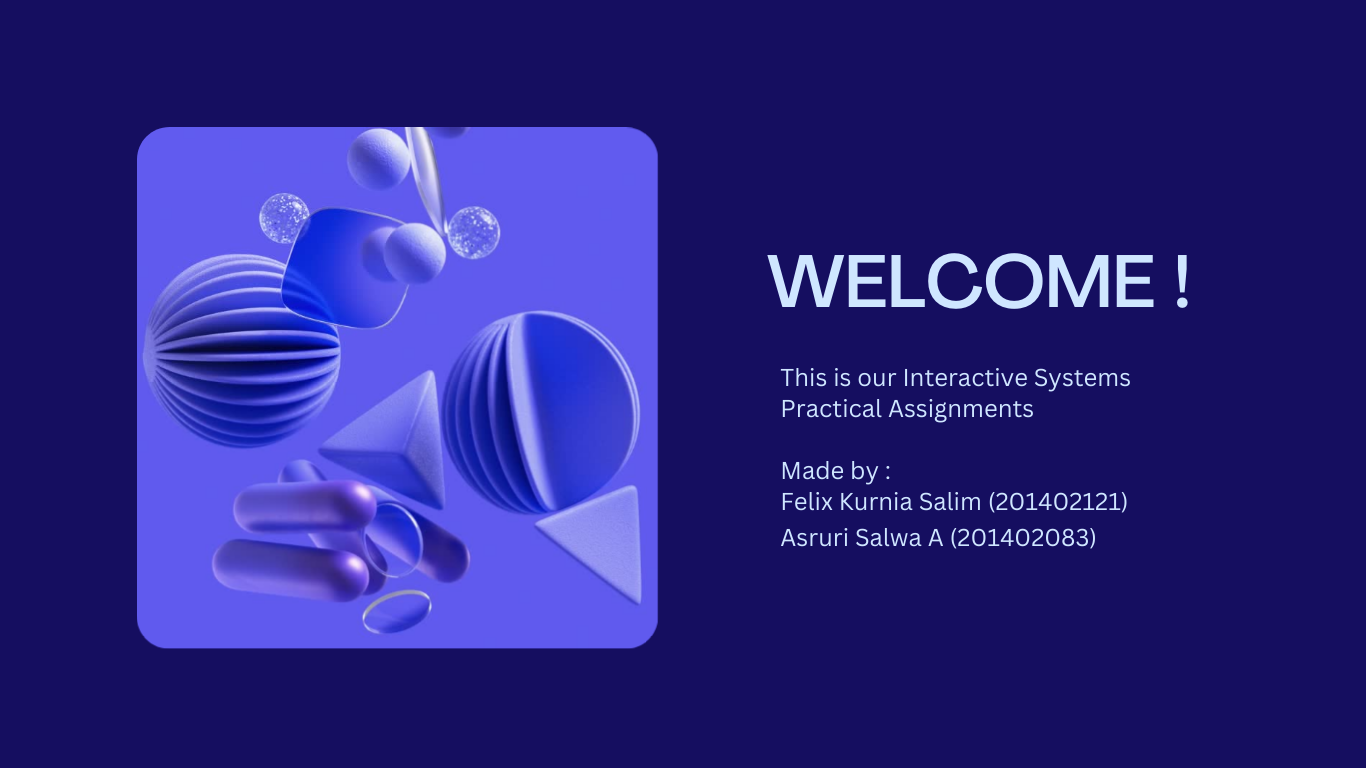 WELCOME !
This is our Interactive Systems
Practical Assignments
Made by :
Felix Kurnia Salim (201402121)
Asruri Salwa A (201402083)